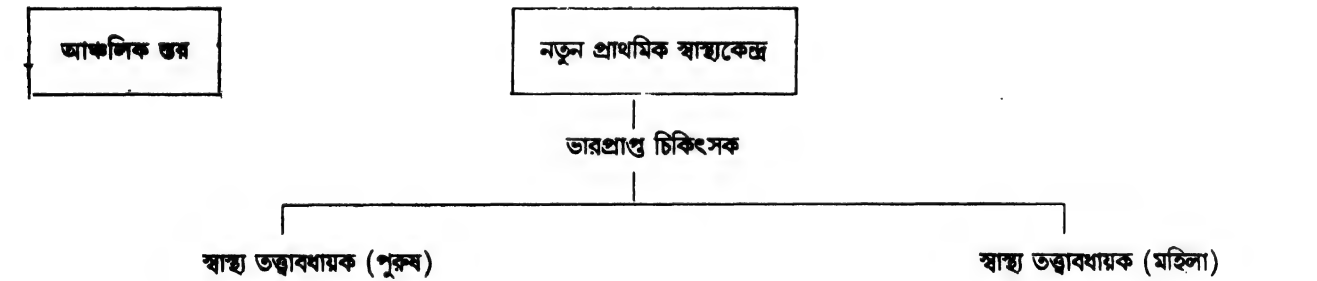 আঞ্চলিক স্তর
নতুন প্রাথমিক স্বাস্থ্যকেন্দ্র
ভারপ্রাপ্ত চিকিৎসক
স্বাস্থ্য তত্ত্বাবধায়ক (পুরুষ)
স্বাস্থ্য তত্ত্বাবধায়ক (মহিলা)